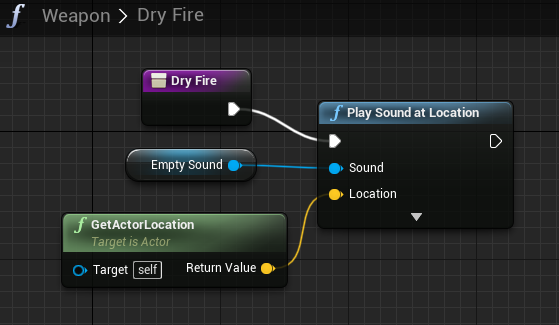 f Weapon > Dry Fire
Dry Fire
f Play Sound at Location
Empty Sound
Sound
Location
f GetActorLocation
Target is Actor
Target self
Return Value